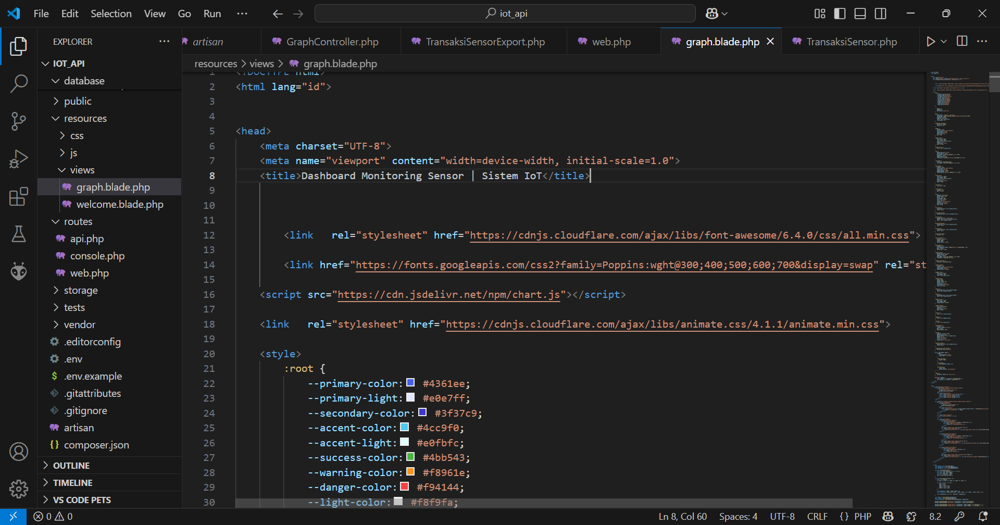 File Edit Selection View Go Run ···
iot_api
EXPLORER ···
artisan GraphController.php TransaksiSensorExport.php web.php graph.blade.php TransaksiSensor.php
IOT_API
resources > views > graph.blade.php
database
public
resources
css
js
views
graph.blade.php
welcome.blade.php
routes
api.php
console.php
web.php
storage
tests
vendor
.editorconfig
.env
.env.example
.gitattributes
.gitignore
artisan
composer.json
OUTLINE
TIMELINE
VS CODE PETS
1 <!DOCTYPE html>
2 <html lang="id">
3
4
5 <head>
6 <meta charset="UTF-8">
7 <meta name="viewport" content="width=device-width, initial-scale=1.0">
8 <title>Dashboard Monitoring Sensor | Sistem IoT</title>
9
10
11
12 <link   rel="stylesheet" href="https://cdnjs.cloudflare.com/ajax/libs/font-awesome/6.4.0/css/all.min.css">
13
14 <link href="https://fonts.googleapis.com/css2?family=Poppins:wght@300;400;500;600;700&display=swap" rel="st
15
16 <script src="https://cdn.jsdelivr.net/npm/chart.js"></script>
17
18 <link   rel="stylesheet" href="https://cdnjs.cloudflare.com/ajax/libs/animate.css/4.1.1/animate.min.css">
19
20 <style>
21 :root {
22 --primary-color: #4361ee;
23 --primary-light: #e0e7ff;
24 --secondary-color: #3f37c9;
25 --accent-color: #4cc9f0;
26 --accent-light: #e0fbfc;
27 --success-color: #4bb543;
28 --warning-color: #f8961e;
29 --danger-color: #f94144;
30 --light-color: #f8f9fa;
0 0 Ln 8, Col 60 Spaces: 4 UTF-8 CRLF {} PHP 8.2